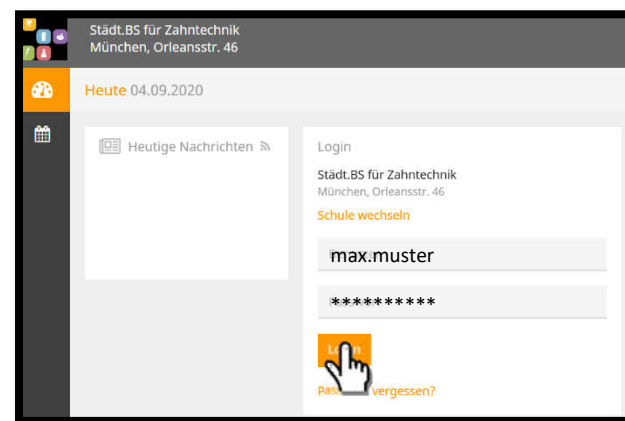 Städt.BS für Zahntechnik
München, Orleansstr. 46
Heute 04.09.2020
Heutige Nachrichten
Login
Städt.BS für Zahntechnik
München, Orleansstr. 46
Schule wechseln
max.muster
**********
vergessen?